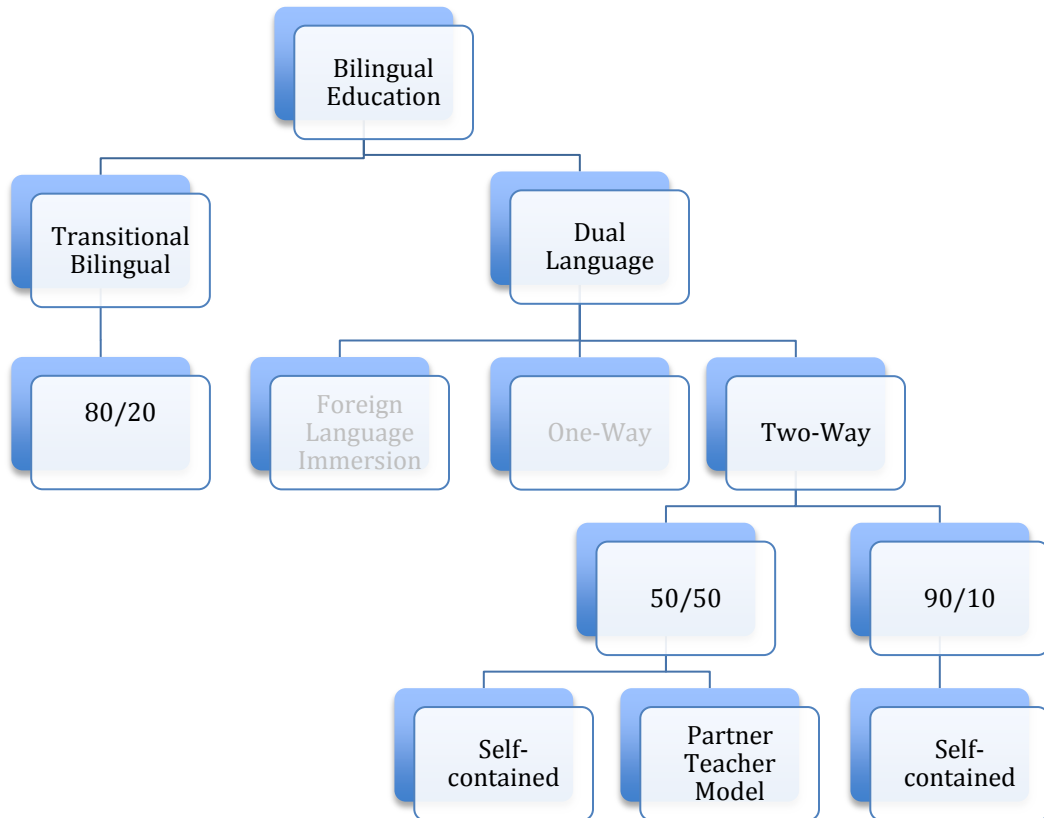 Bilingual
Education
Transitional
Bilingual
Dual
Language
80/20
Foreign
Language
Immersion
One-Way
Two-Way
50/50
90/10
Self-
contained
Partner
Teacher
Model
Self-
contained